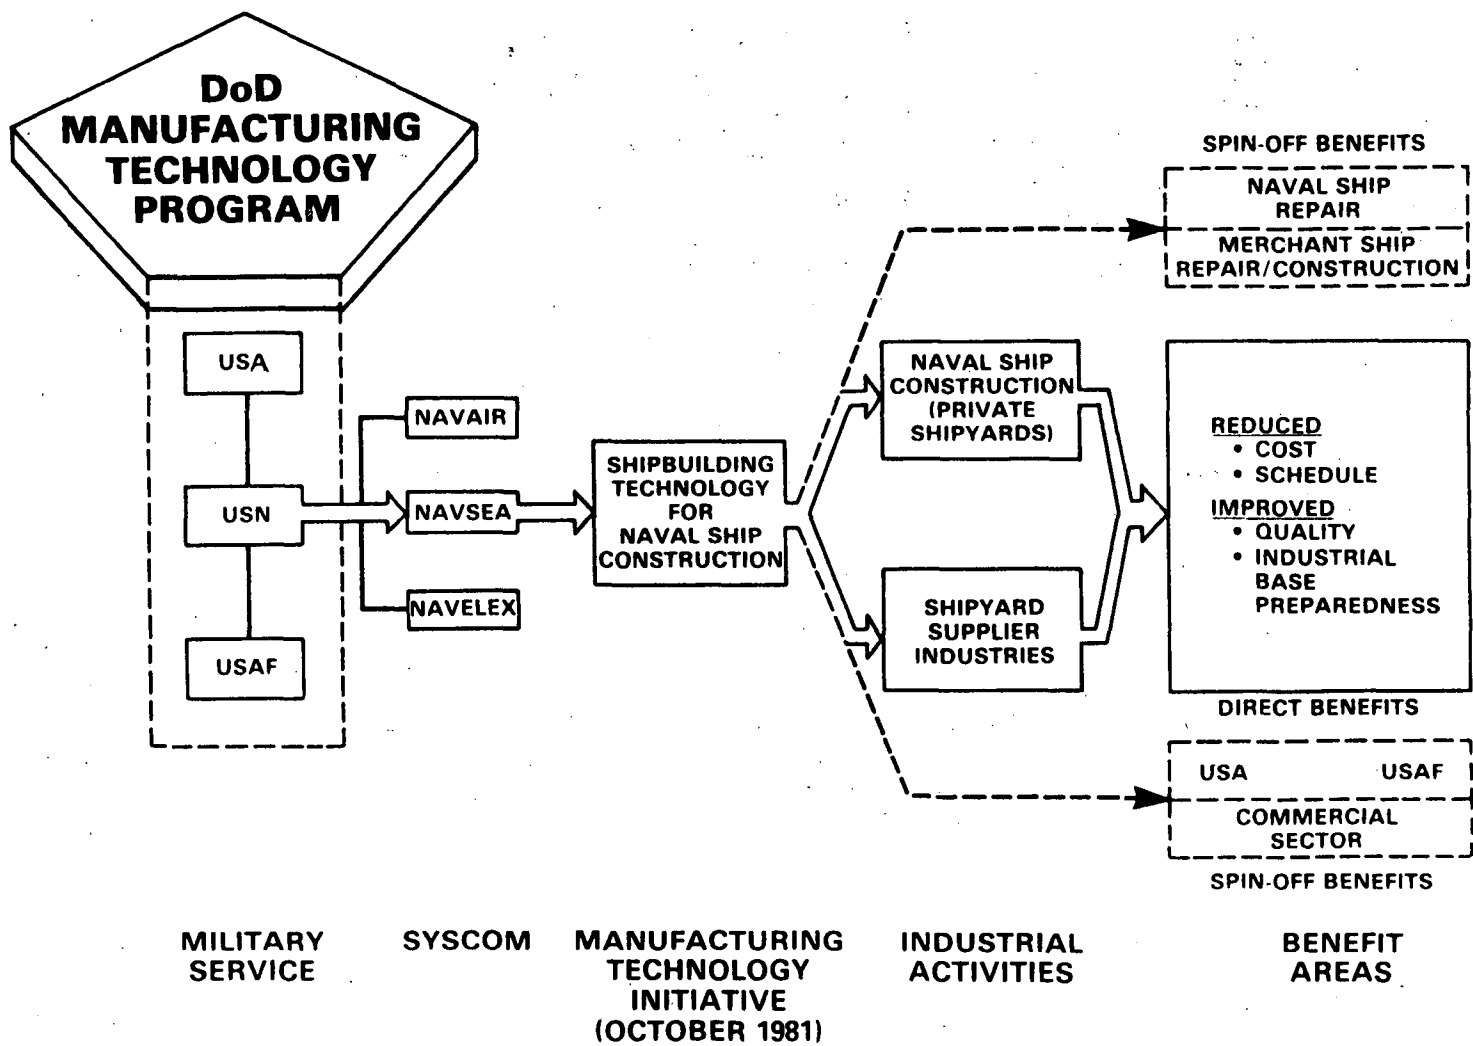 DoD
MANUFACTURING
TECHNOLOGY
PROGRAM
USA
USN
USAF
NAVAIR
NAVSEA
NAVELEX
SHIPBUILDING
TECHNOLOGY
FOR
NAVAL SHIP
CONSTRUCTION
NAVAL SHIP
CONSTRUCTION
(PRIVATE
SHIPYARDS)
SHIPYARD
SUPPLIER
INDUSTRIES
SPIN-OFF BENEFITS
NAVAL SHIP
REPAIR
MERCHANT SHIP
REPAIR/CONSTRUCTION
REDUCED
• COST
• SCHEDULE
IMPROVED
• QUALITY
• INDUSTRIAL
BASE
PREPAREDNESS
DIRECT BENEFITS
USA USAF
COMMERCIAL
SECTOR
SPIN-OFF BENEFITS
MILITARY
SERVICE
SYSCOM
MANUFACTURING
TECHNOLOGY
INITIATIVE
(OCTOBER 1981)
INDUSTRIAL
ACTIVITIES
BENEFIT
AREAS